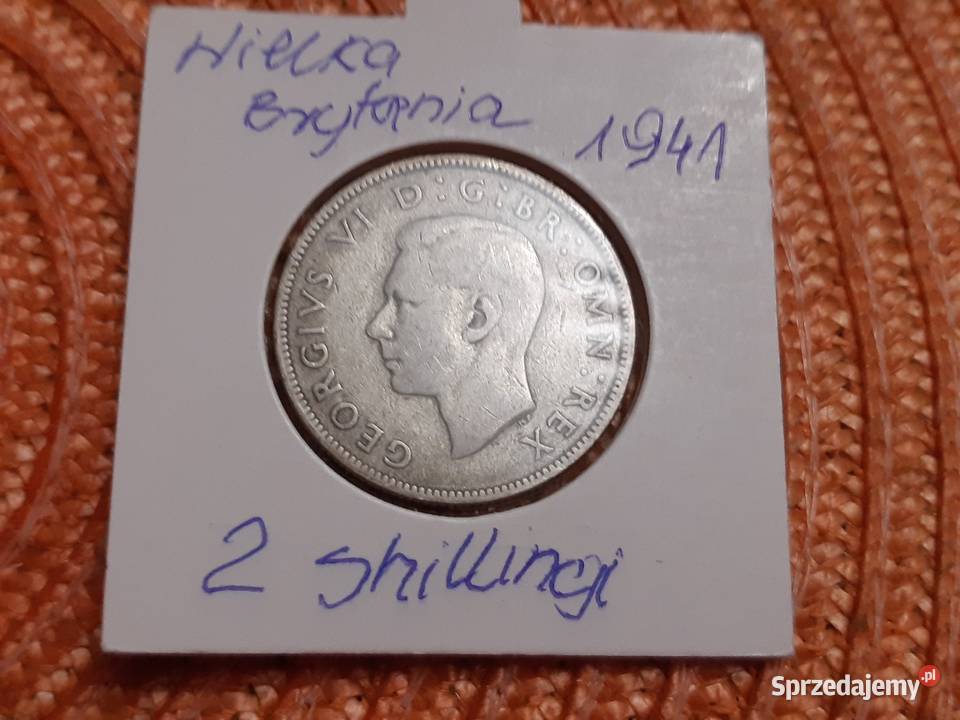 Wielka
Brytania
1941
GEORGIVS VI D : G : BR : OMN : REX
2 shillingi
Sprzedajemy.pl